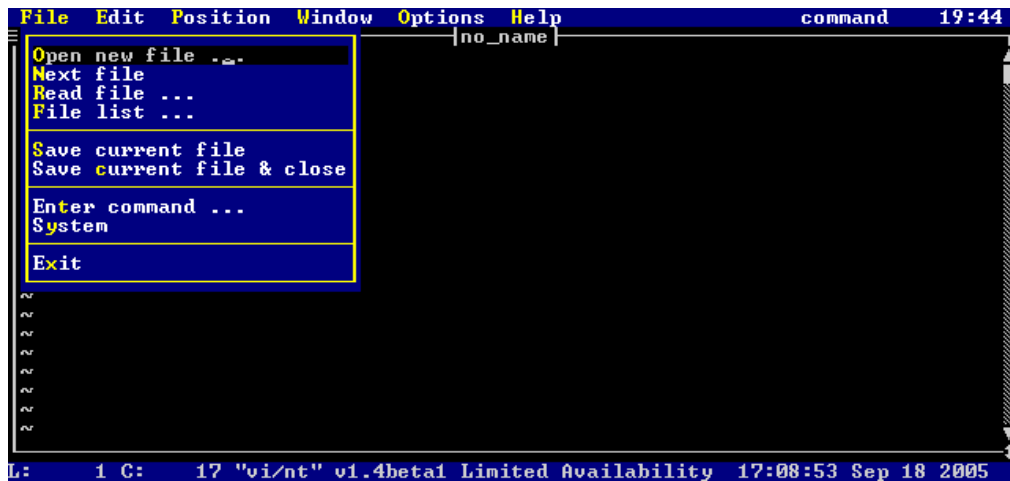 File Edit Position Window Options Help command 19:44
no_name
Open new file ...
Next file
Read file ...
File list ...
Save current file
Save current file & close
Enter command ...
System
Exit
~
~
~
~
~
~
~
~
L: 1 C: 17 "vi/nt" v1.4beta1 Limited Availability 17:08:53 Sep 18 2005